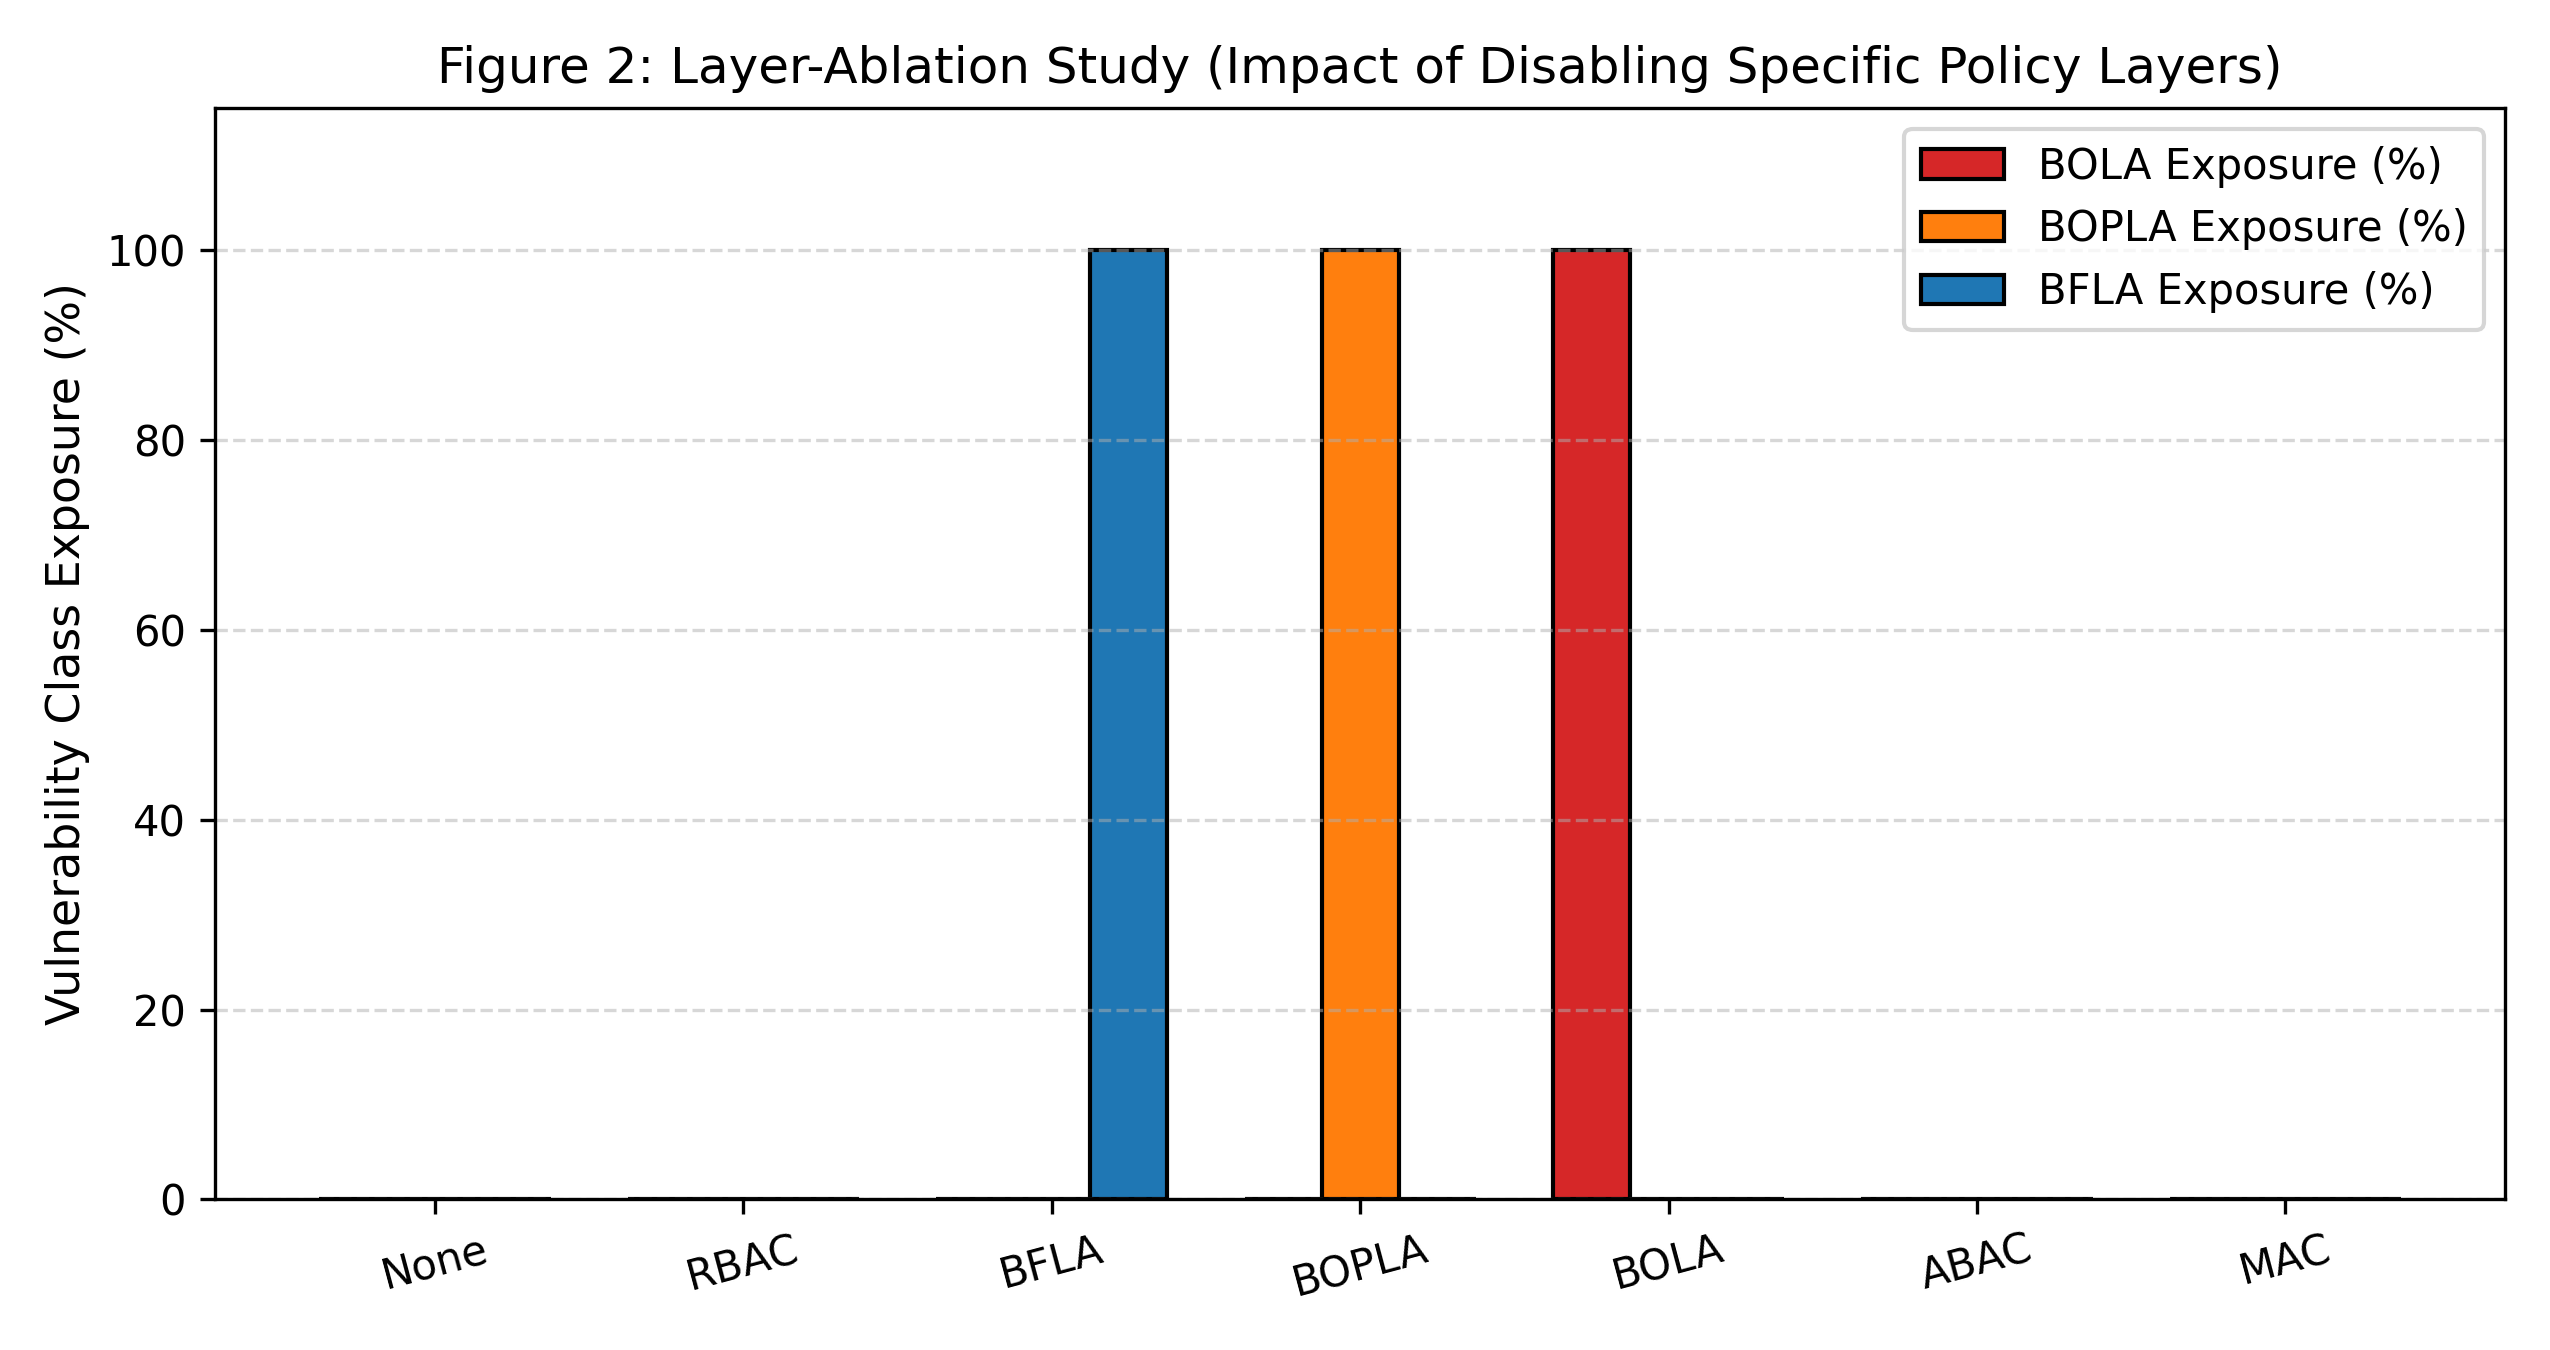 Figure 2: Layer-Ablation Study (Impact of Disabling Specific Policy Layers)
BOLA Exposure (%)
BOPLA Exposure (%)
BFLA Exposure (%)
Vulnerability Class Exposure (%)
100
80
60
40
20
0
None
RBAC
BFLA
BOPLA
BOLA
ABAC
MAC